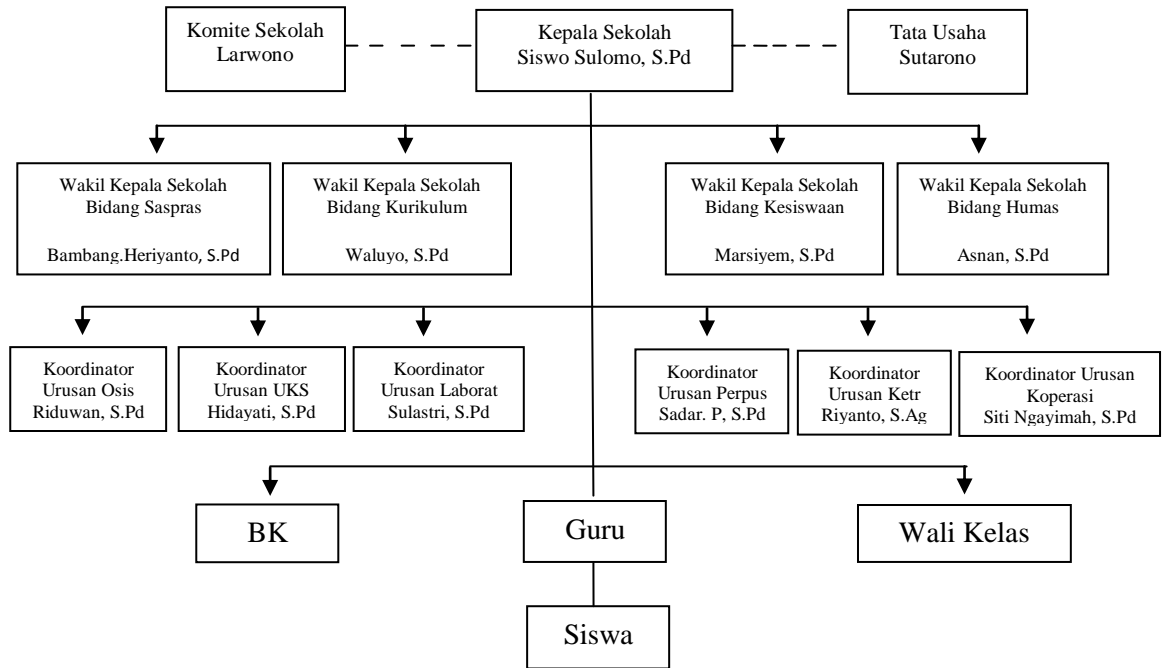 Komite Sekolah
Larwono
Kepala Sekolah
Siswo Sulomo, S.Pd
Tata Usaha
Sutarono
Wakil Kepala Sekolah
Bidang Saspras
Bambang.Heriyanto, S.Pd
Wakil Kepala Sekolah
Bidang Kurikulum
Waluyo, S.Pd
Wakil Kepala Sekolah
Bidang Kesiswaan
Marsiyem, S.Pd
Wakil Kepala Sekolah
Bidang Humas
Asnan, S.Pd
Koordinator
Urusan Osis
Riduwan, S.Pd
Koordinator
Urusan UKS
Hidayati, S.Pd
Koordinator
Urusan Laborat
Sulastri, S.Pd
Koordinator
Urusan Perpus
Sadar. P, S.Pd
Koordinator
Urusan Ketr
Riyanto, S.Ag
Koordinator Urusan
Koperasi
Siti Ngayimah, S.Pd
BK
Guru
Wali Kelas
Siswa